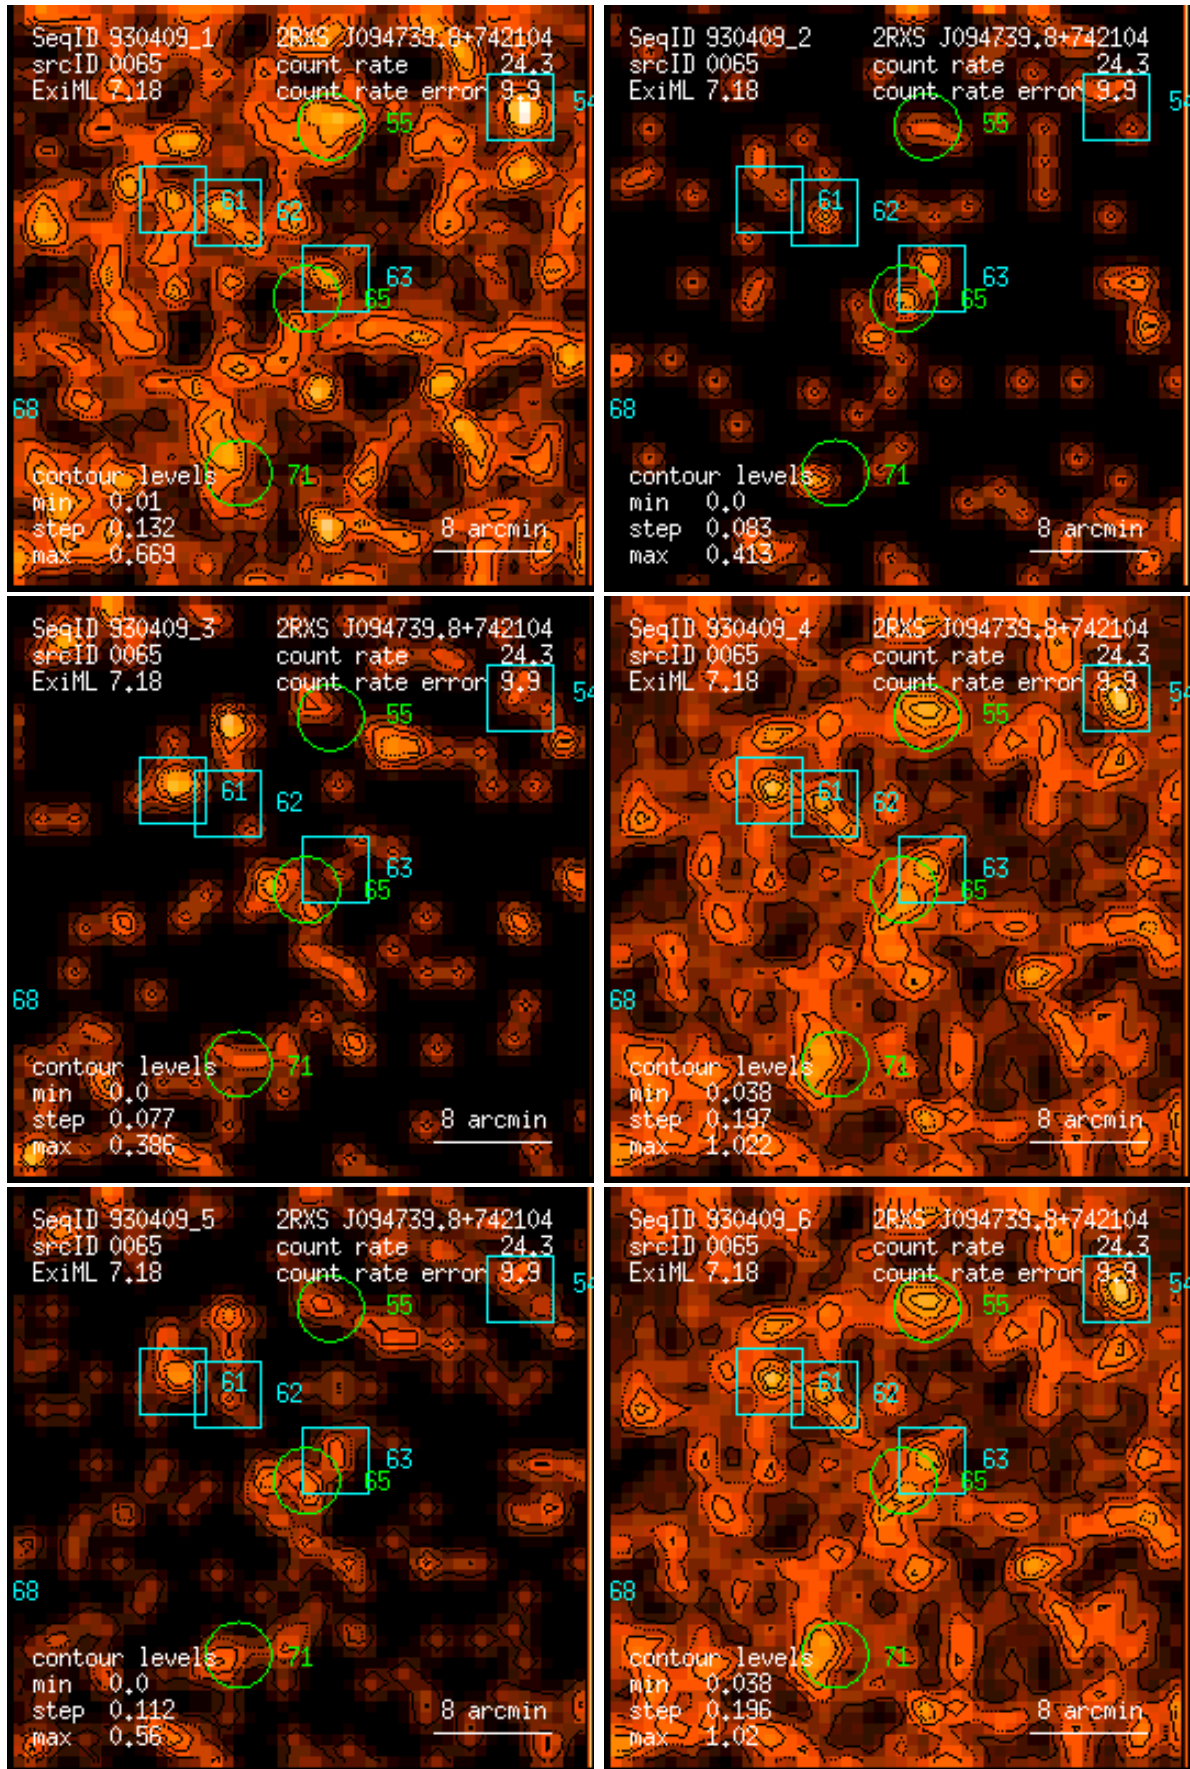 SeqID 930409_1 2RXS J094739.8+742104
srcID 0065 count rate 24.3
ExiML 7.18 count rate error 9.9
54
55
61
62
63
65
68
71
contour levels
min 0.01
step 0.132 8 arcmin
max 0.669
SeqID 930409_2 2RXS J094739.8+742104
srcID 0065 count rate 24.3
ExiML 7.18 count rate error 9.9
54
55
61
62
63
65
68
71
contour levels
min 0.0
step 0.083 8 arcmin
max 0.413
SeqID 930409_3 2RXS J094739.8+742104
srcID 0065 count rate 24.3
ExiML 7.18 count rate error 9.9
54
55
61
62
63
65
68
71
contour levels
min 0.0
step 0.077 8 arcmin
max 0.386
SeqID 930409_4 2RXS J094739.8+742104
srcID 0065 count rate 24.3
ExiML 7.18 count rate error 9.9
54
55
61
62
63
65
68
71
contour levels
min 0.038
step 0.197 8 arcmin
max 1.022
SeqID 930409_5 2RXS J094739.8+742104
srcID 0065 count rate 24.3
ExiML 7.18 count rate error 9.9
54
55
61
62
63
65
68
71
contour levels
min 0.0
step 0.112 8 arcmin
max 0.56
SeqID 930409_6 2RXS J094739.8+742104
srcID 0065 count rate 24.3
ExiML 7.18 count rate error 9.9
54
55
61
62
63
65
68
71
contour levels
min 0.038
step 0.196 8 arcmin
max 1.02